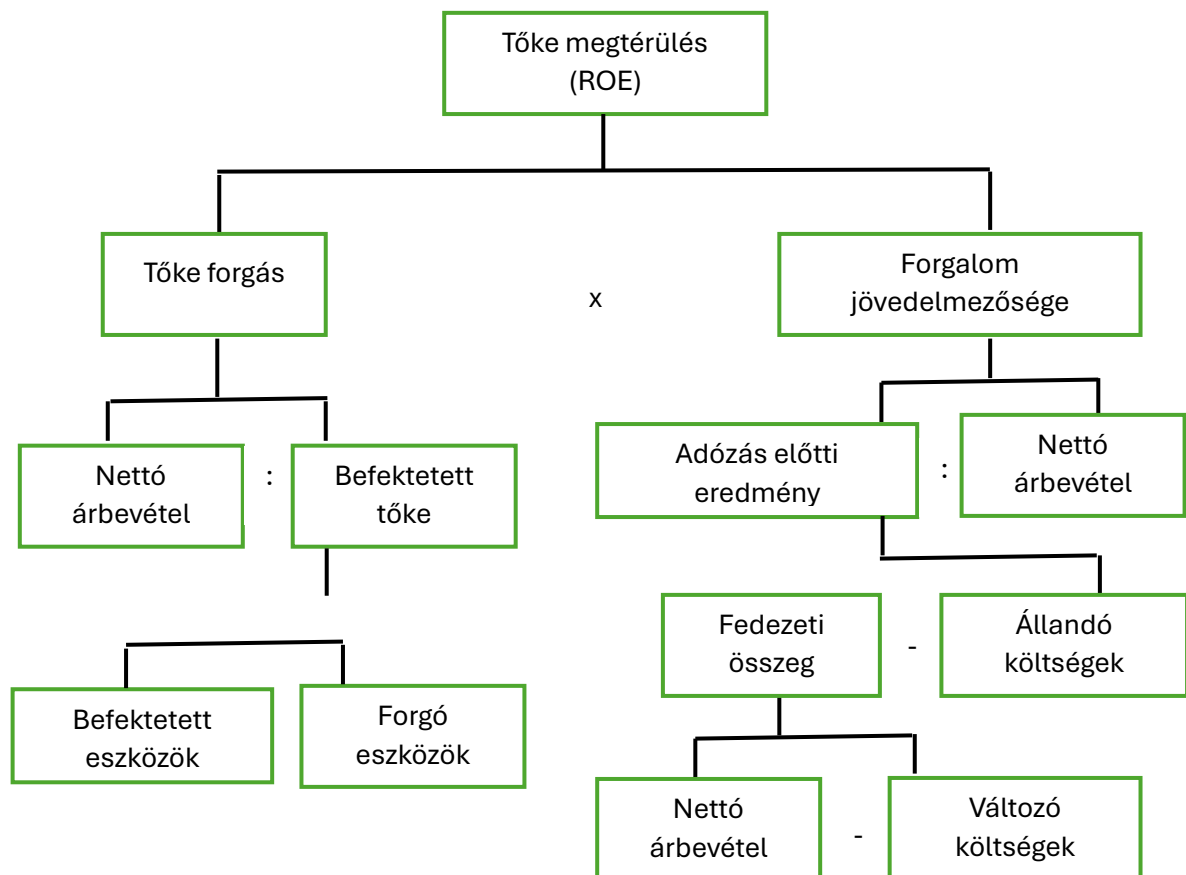 Tőke megtérülés
(ROE)
Tőke forgás
x
Forgalom
jövedelmezősége
Nettó
árbevétel
:
Befektetett
tőke
Adózás előtti
eredmény
:
Nettó
árbevétel
Befektetett
eszközök
Forgó
eszközök
Fedezeti
összeg
-
Állandó
költségek
Nettó
árbevétel
-
Változó
költségek